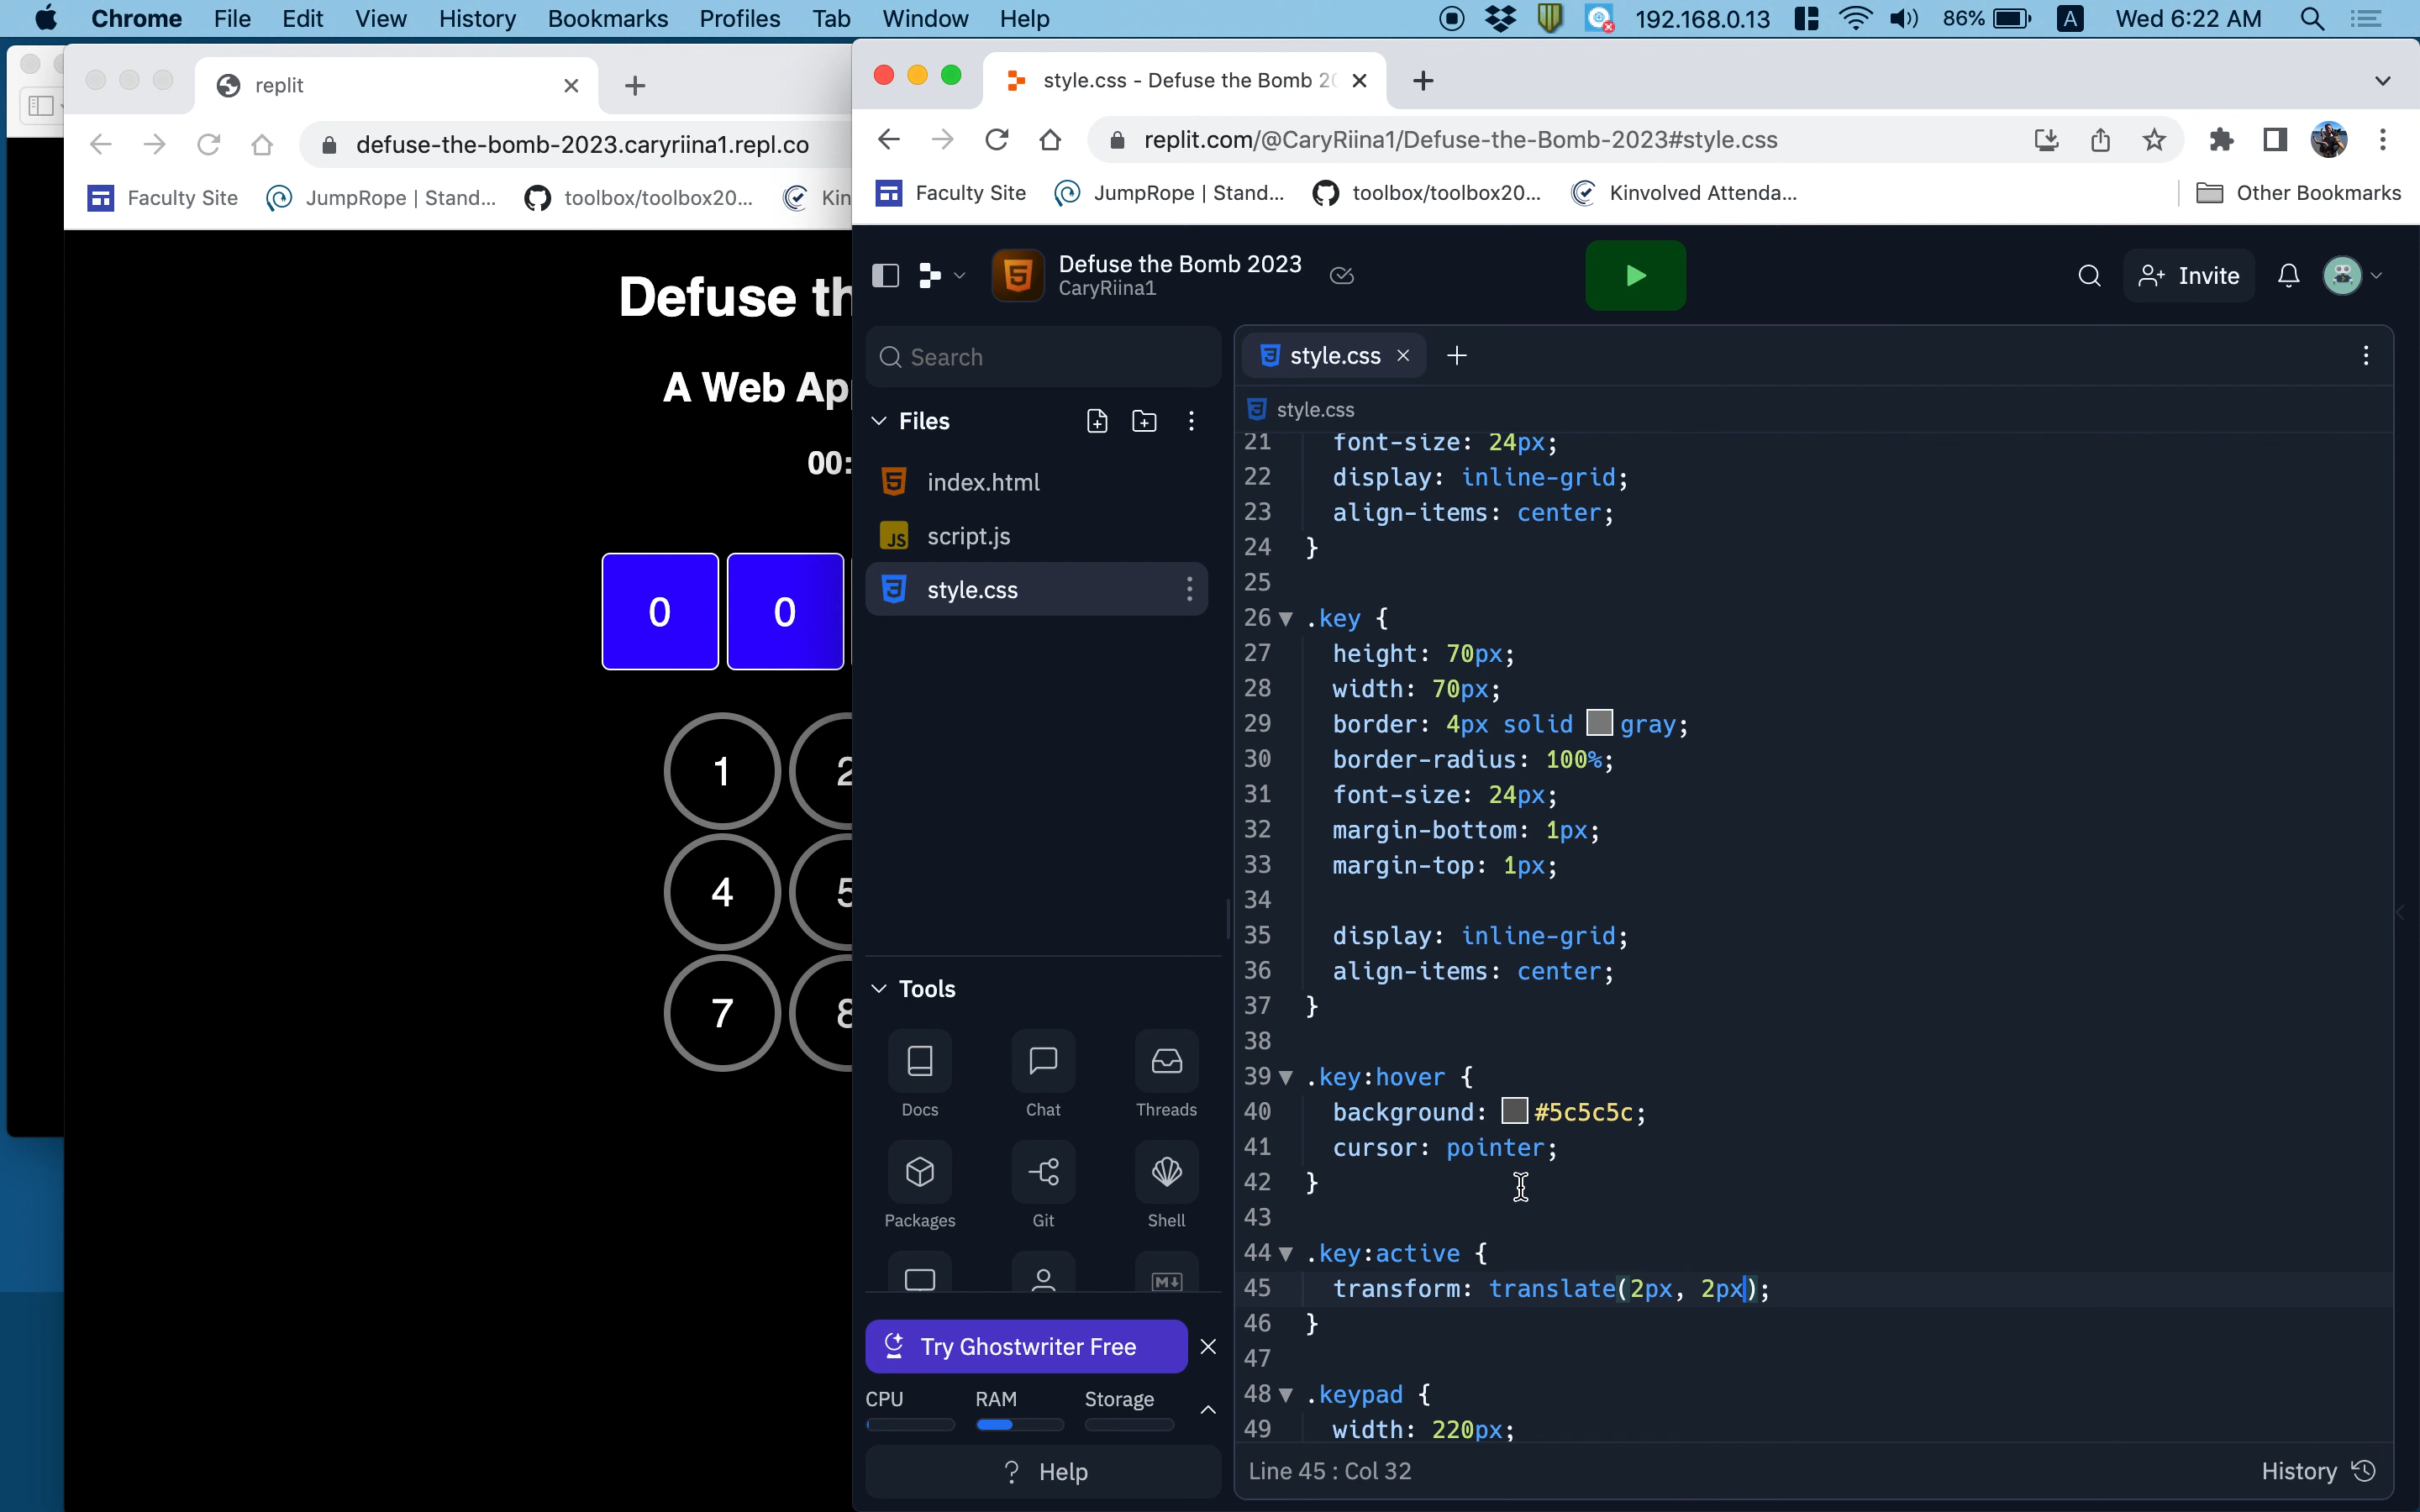 Chrome File Edit View History Bookmarks Profiles Tab Window Help 192.168.0.13 86% A Wed 6:22 AM
replit
defuse-the-bomb-2023.caryriina1.repl.co
Faculty Site JumpRope | Stand... toolbox/toolbox20... Kin
Defuse th
A Web App
00:
0 0
1 2
4 5
7 8
style.css - Defuse the Bomb 20
replit.com/@CaryRiina1/Defuse-the-Bomb-2023#style.css
Faculty Site JumpRope | Stand... toolbox/toolbox20... Kinvolved Attenda... Other Bookmarks
Defuse the Bomb 2023
CaryRiina1
Invite
Search
Files
index.html
JS script.js
style.css
Tools
Docs Chat Threads
Packages Git Shell
Try Ghostwriter Free
CPU RAM Storage
? Help
style.css
style.css
21 font-size: 24px;
22 display: inline-grid;
23 align-items: center;
24 }
25
26 .key {
27 height: 70px;
28 width: 70px;
29 border: 4px solid gray;
30 border-radius: 100%;
31 font-size: 24px;
32 margin-bottom: 1px;
33 margin-top: 1px;
34
35 display: inline-grid;
36 align-items: center;
37 }
38
39 .key:hover {
40 background: #5c5c5c;
41 cursor: pointer;
42 }
43
44 .key:active {
45 transform: translate(2px, 2px);
46 }
47
48 .keypad {
49 width: 220px;
Line 45 : Col 32 History